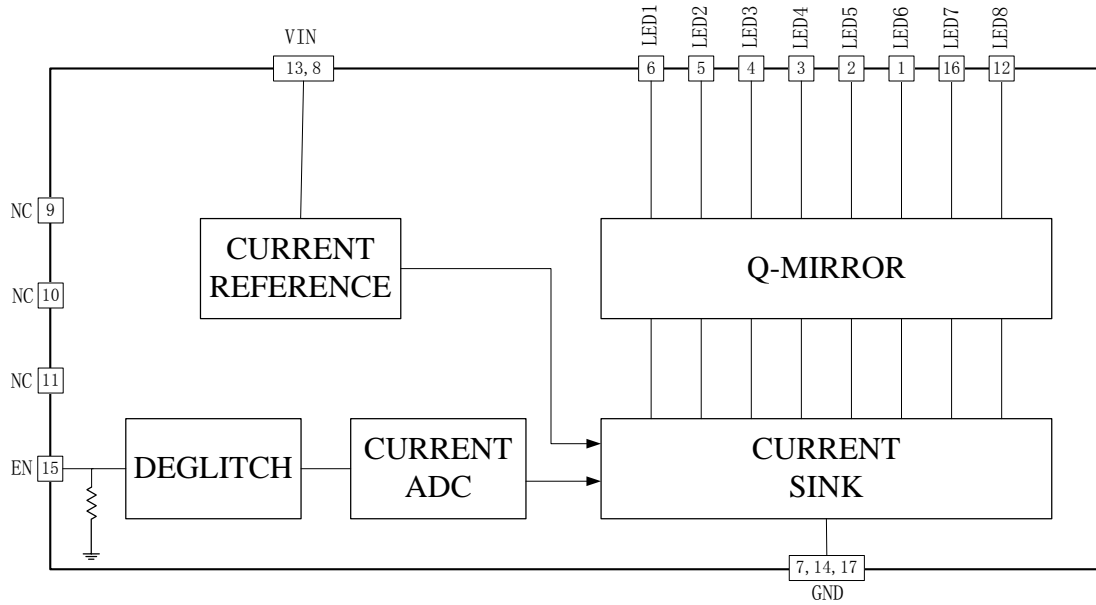 VIN
13, 8
LED1
LED2
LED3
LED4
LED5
LED6
LED7
LED8
6
5
4
3
2
1
16
12
NC 9
CURRENT
REFERENCE
Q-MIRROR
NC 10
NC 11
EN 15
DEGLITCH
CURRENT
ADC
CURRENT
SINK
7, 14, 17
GND